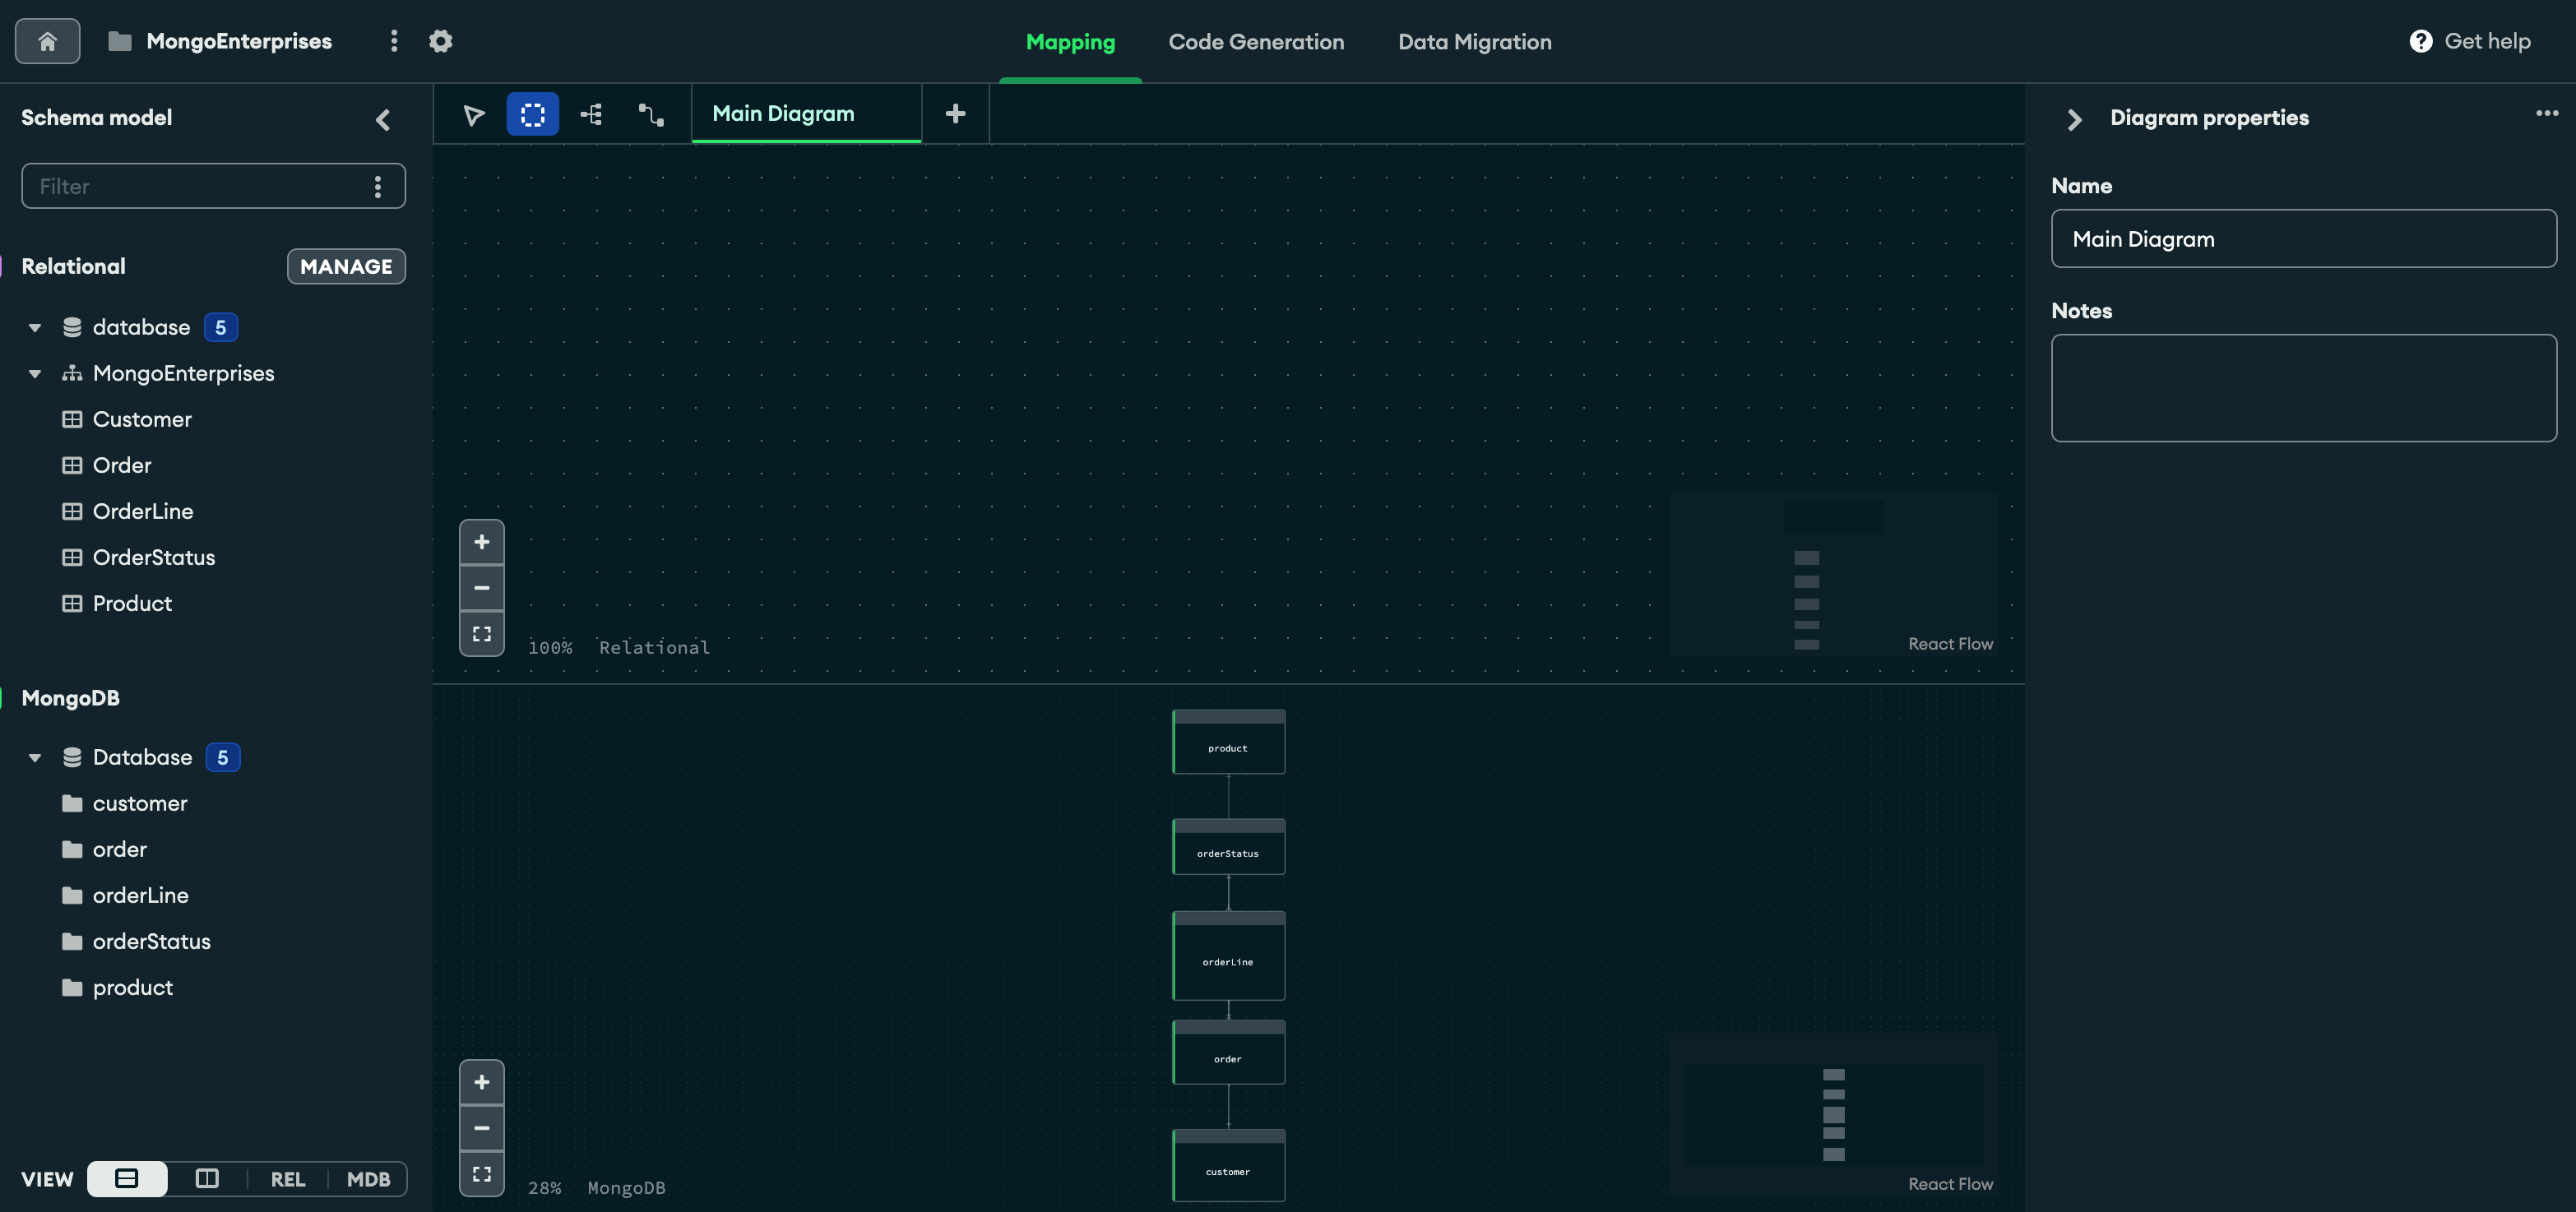 MongoEnterprises
Mapping
Code Generation
Data Migration
Get help
Schema model
Main Diagram
Diagram properties
Filter
Name
Main Diagram
Notes
Relational
MANAGE
database 5
MongoEnterprises
Customer
Order
OrderLine
OrderStatus
Product
100% Relational
React Flow
MongoDB
Database 5
customer
order
orderLine
orderStatus
product
product
orderStatus
orderLine
order
customer
28% MongoDB
React Flow
VIEW
REL
MDB